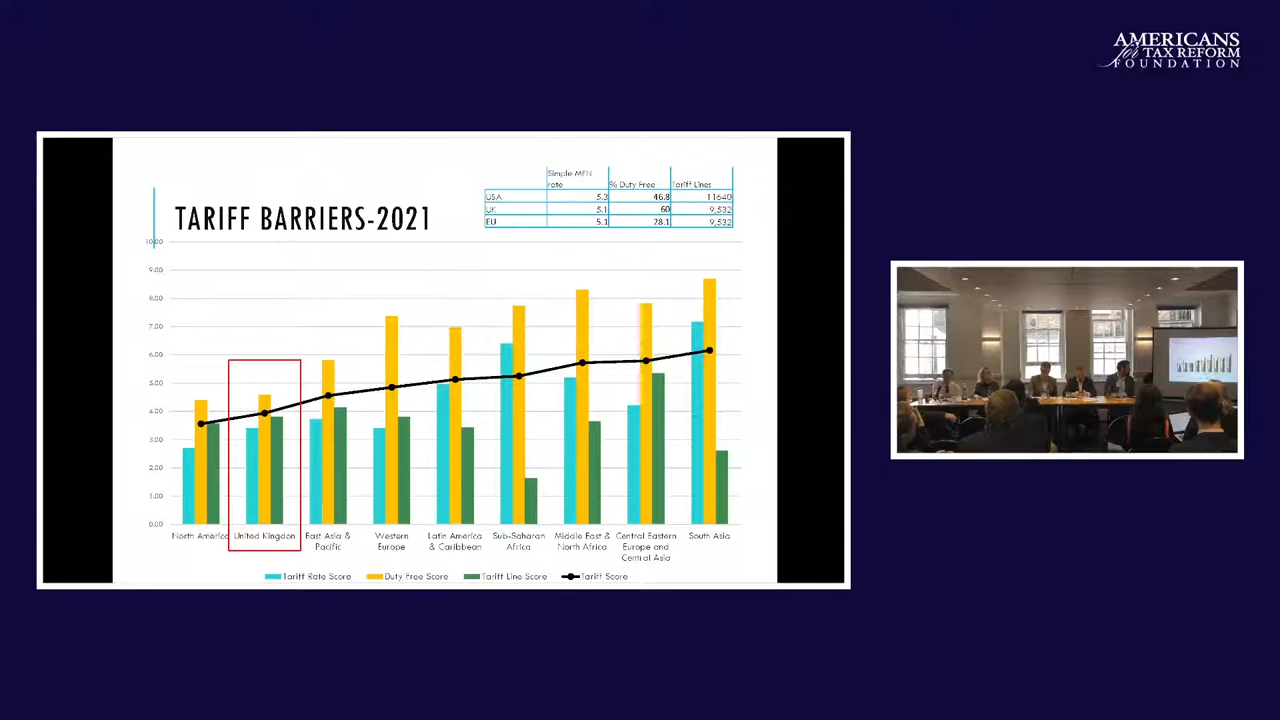 AMERICANS
for TAX REFORM
FOUNDATION
Simple MFN rate % Duty Free Tariff Lines
USA 5.3 46.8 11640
UK 5.1 60 9,532
EU 5.1 28.1 9,532
TARIFF BARRIERS-2021
10.00
9.00
8.00
7.00
6.00
5.00
4.00
3.00
2.00
1.00
0.00
North America United Kingdon East Asia & Pacific Western Europe Latin America & Caribbean Sub-Saharan Africa Middle East & North Africa Central Eastern Europe and Central Asia South Asia
Tariff Rate Score Duty Free Score Tariff Line Score Tariff Score